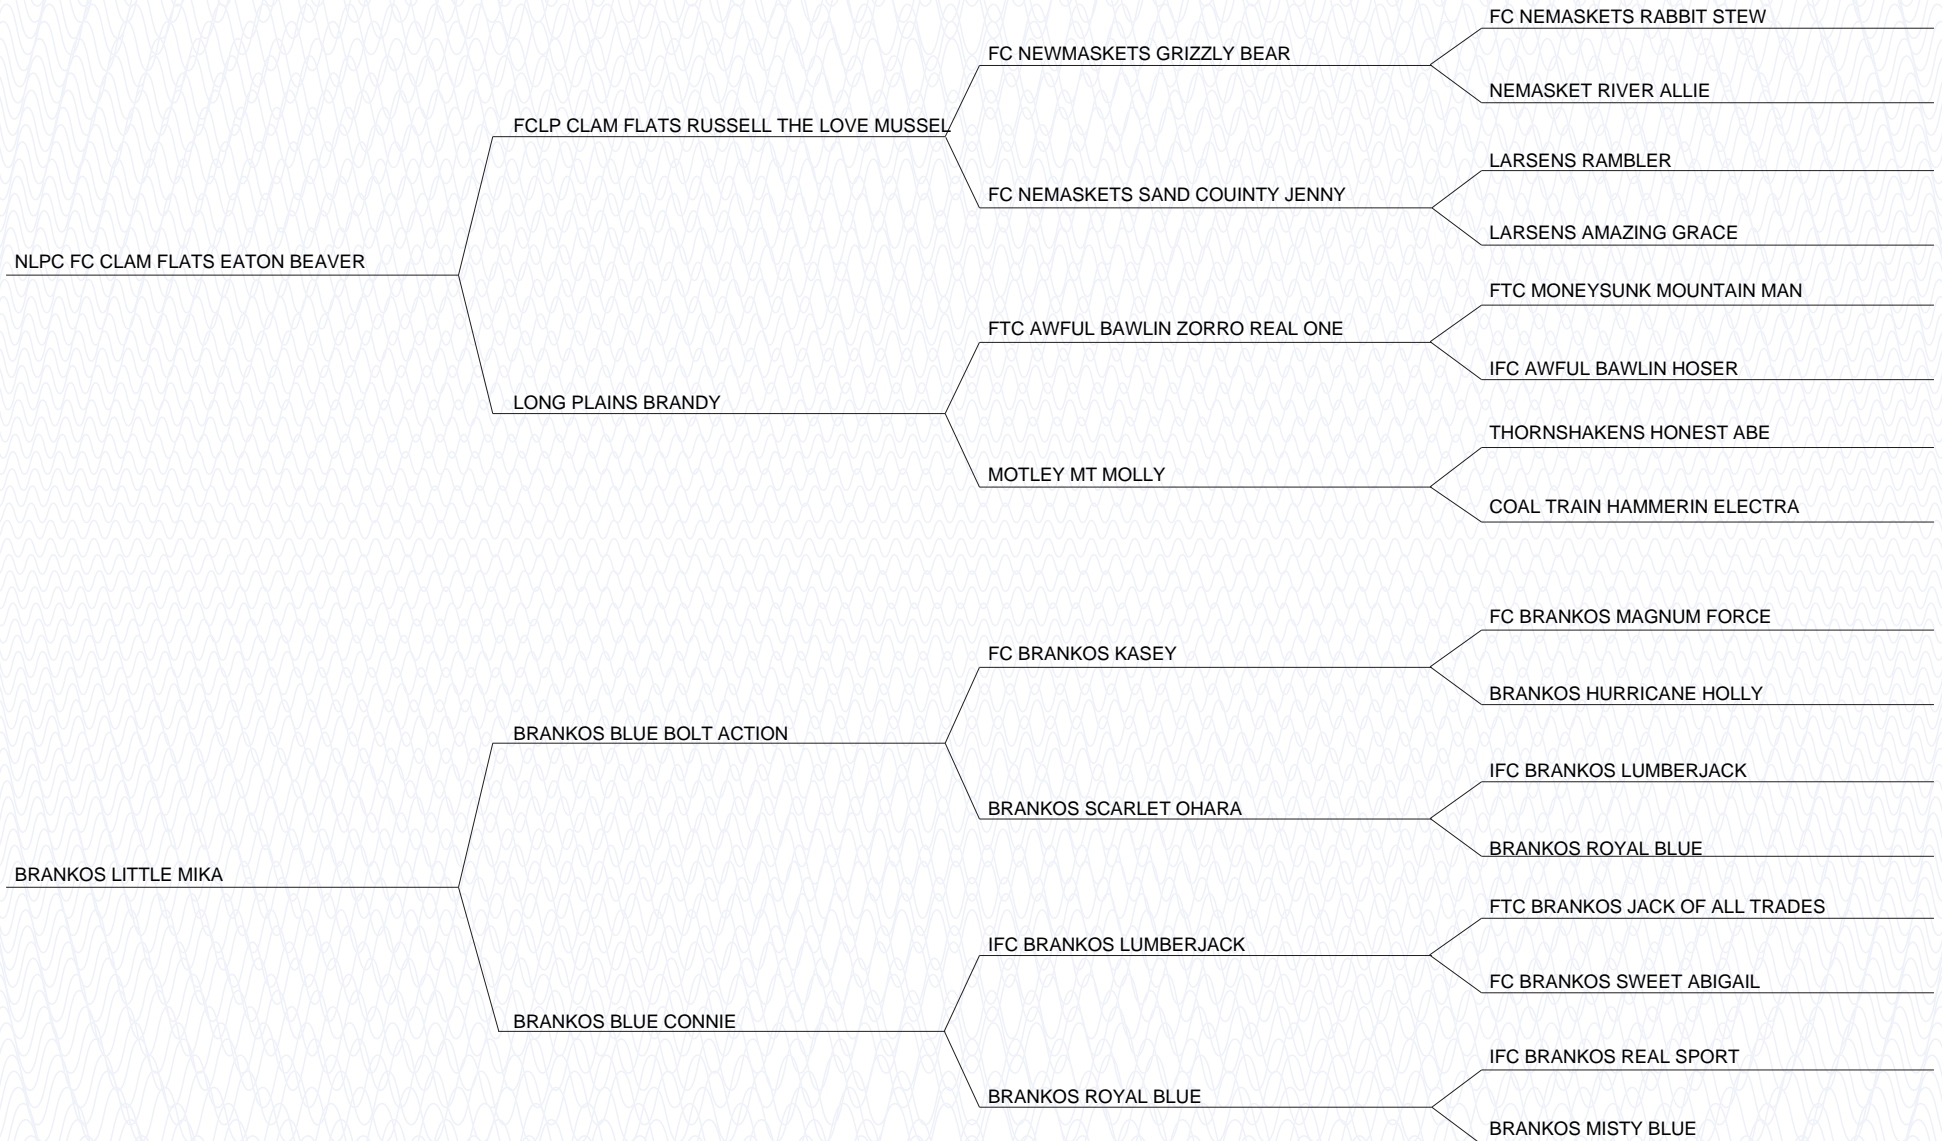 FC NEMASKETS RABBIT STEW
FC NEWMASKETS GRIZZLY BEAR
NEMASKET RIVER ALLIE
FCLP CLAM FLATS RUSSELL THE LOVE MUSSEL
LARSENS RAMBLER
FC NEMASKETS SAND COUINTY JENNY
LARSENS AMAZING GRACE
NLPC FC CLAM FLATS EATON BEAVER
FTC MONEYSUNK MOUNTAIN MAN
FTC AWFUL BAWLIN ZORRO REAL ONE
IFC AWFUL BAWLIN HOSER
LONG PLAINS BRANDY
THORNSHAKENS HONEST ABE
MOTLEY MT MOLLY
COAL TRAIN HAMMERIN ELECTRA
FC BRANKOS MAGNUM FORCE
FC BRANKOS KASEY
BRANKOS HURRICANE HOLLY
BRANKOS BLUE BOLT ACTION
IFC BRANKOS LUMBERJACK
BRANKOS SCARLET OHARA
BRANKOS ROYAL BLUE
BRANKOS LITTLE MIKA
FTC BRANKOS JACK OF ALL TRADES
IFC BRANKOS LUMBERJACK
FC BRANKOS SWEET ABIGAIL
BRANKOS BLUE CONNIE
IFC BRANKOS REAL SPORT
BRANKOS ROYAL BLUE
BRANKOS MISTY BLUE